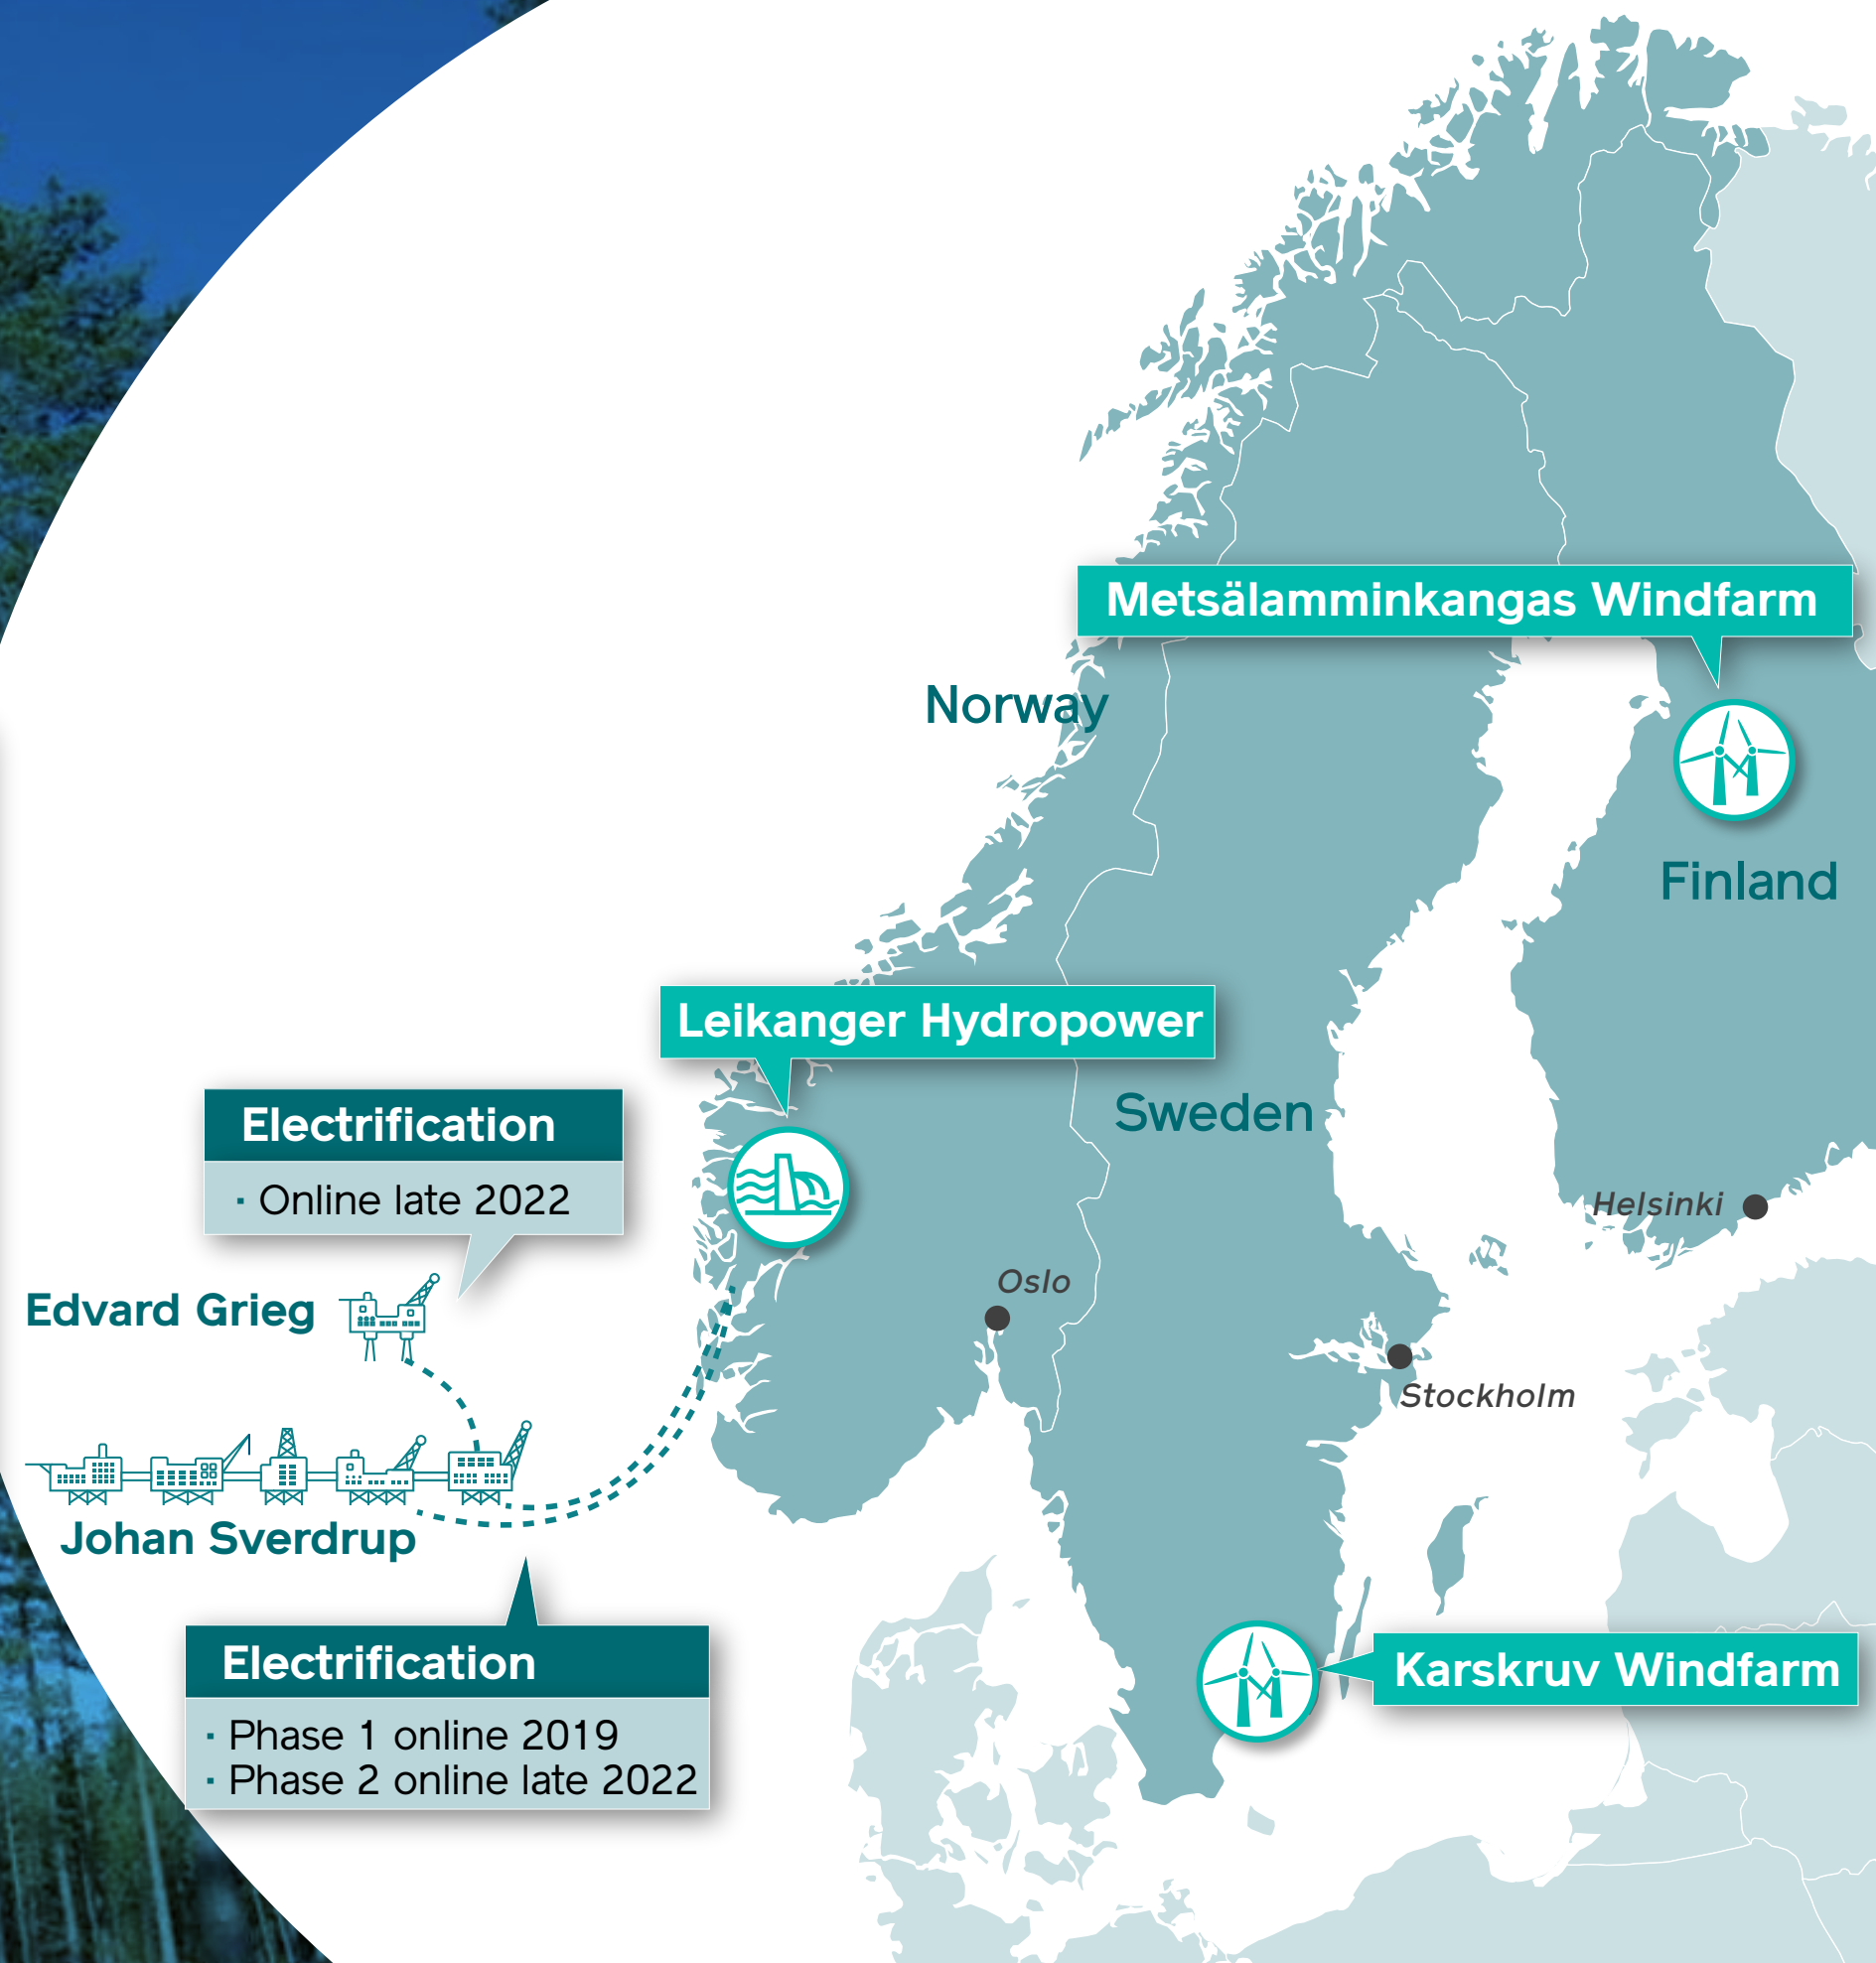 Metsälamminkangas Windfarm
Norway
Finland
Leikanger Hydropower
Sweden
Electrification
· Online late 2022
Helsinki
Oslo
Edvard Grieg
Stockholm
Johan Sverdrup
Electrification
· Phase 1 online 2019
· Phase 2 online late 2022
Karskruv Windfarm